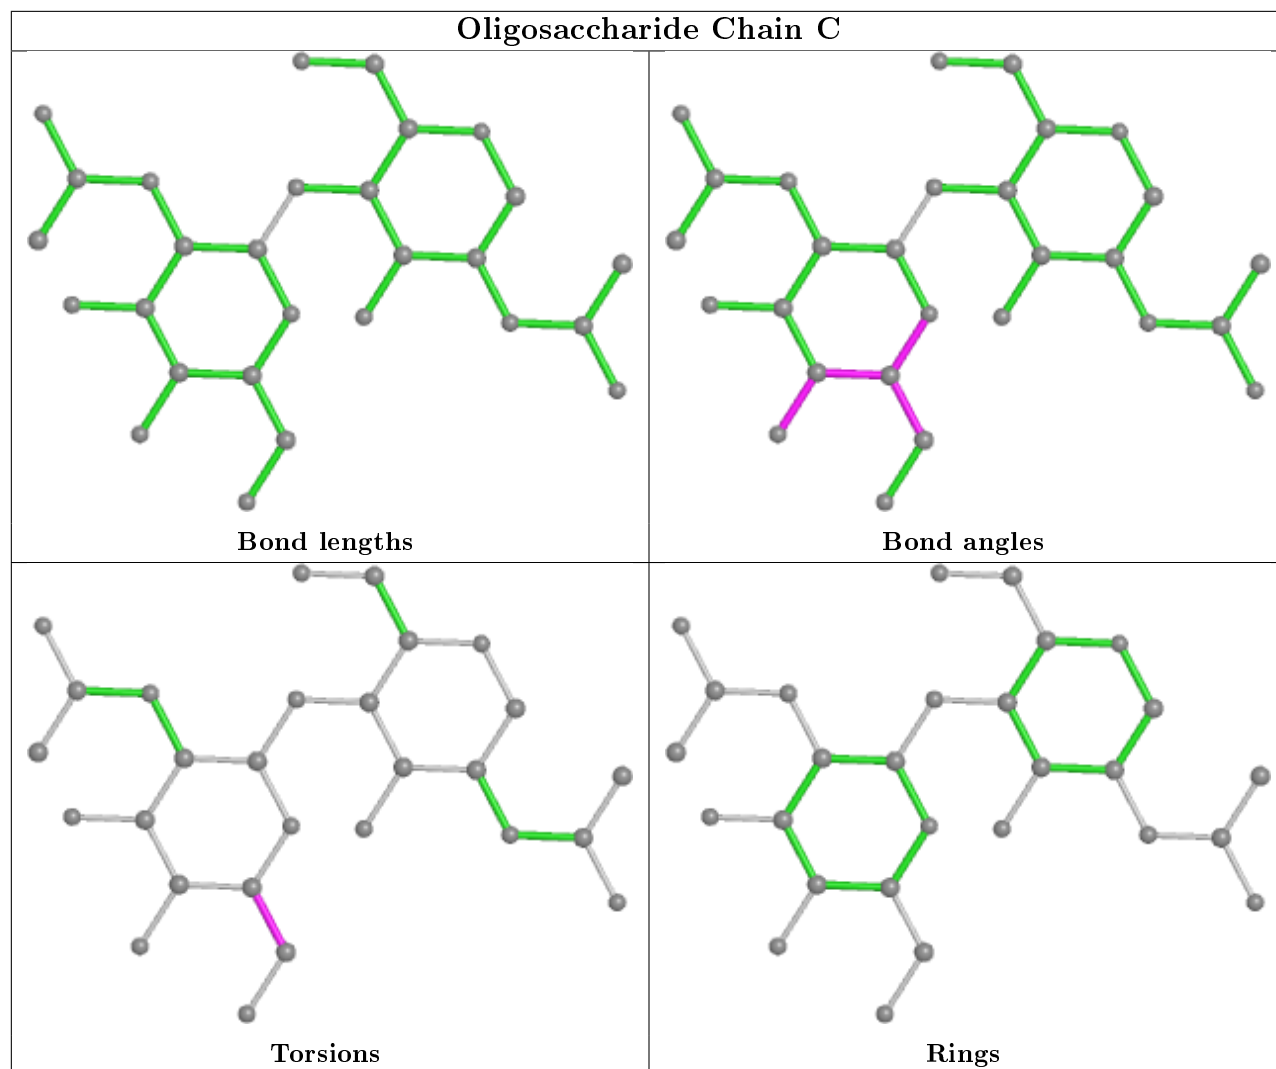 Oligosaccharide Chain C
Bond lengths
Bond angles
Torsions
Rings